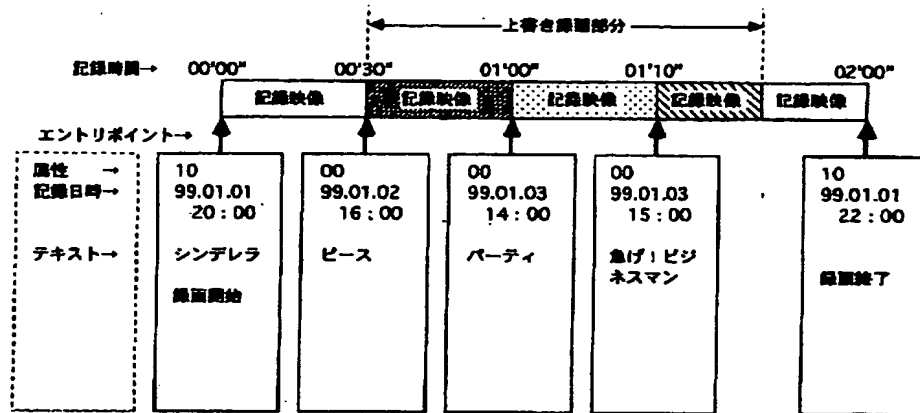 上書き録画部分
記録時間→ 00'00" 00'30" 01'00" 01'10" 02'00"
記録映像 記録映像 記録映像 記録映像 記録映像
エントリポイント→
属性 → 10 00 00 00 10
記録日時→ 99.01.01 99.01.02 99.01.03 99.01.03 99.01.01
20:00 16:00 14:00 15:00 22:00
テキスト→ シンデレラ ピース パーティ 急げ!ビジ
ネスマン
録画開始 録画終了